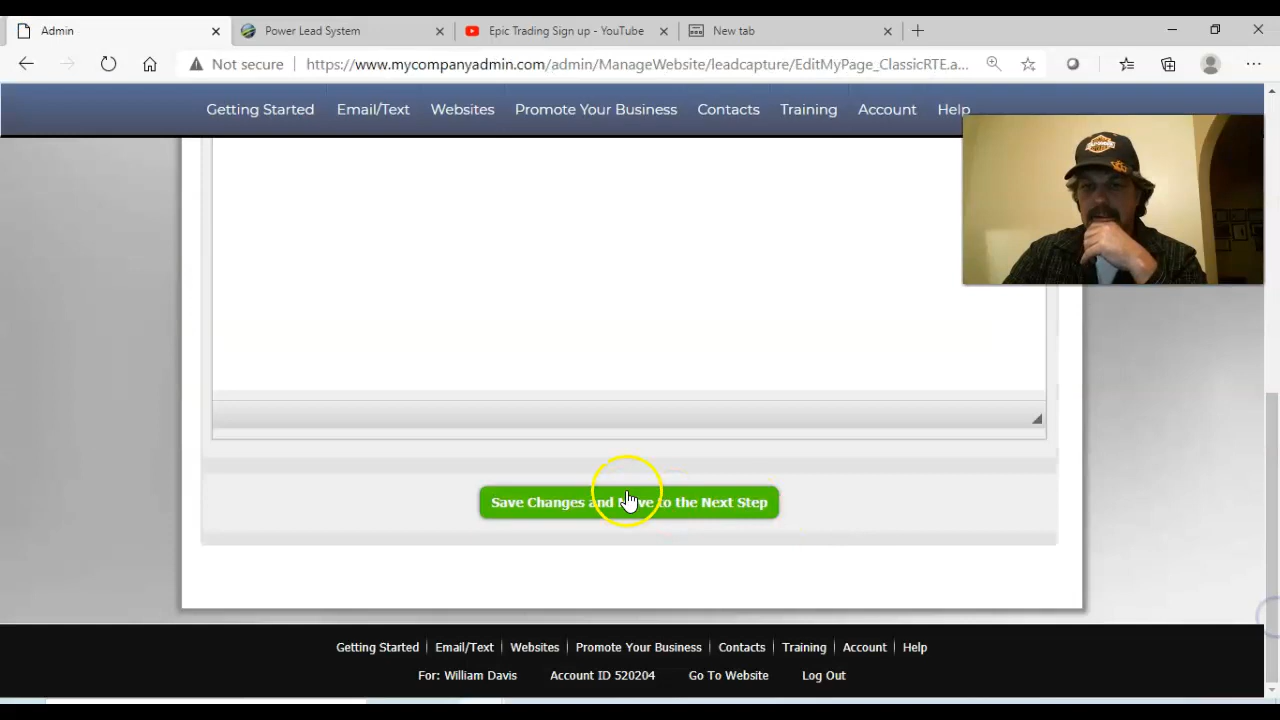 Admin
Power Lead System
Epic Trading Sign up - YouTube
New tab
Not secure
https://www.mycompanyadmin.com/admin/ManageWebsite/leadcapture/EditMyPage_ClassicRTE.a...
Getting Started Email/Text Websites Promote Your Business Contacts Training Account Help
Save Changes and Move to the Next Step
Getting Started Email/Text Websites Promote Your Business Contacts Training Account Help
For: William Davis Account ID 520204 Go To Website Log Out